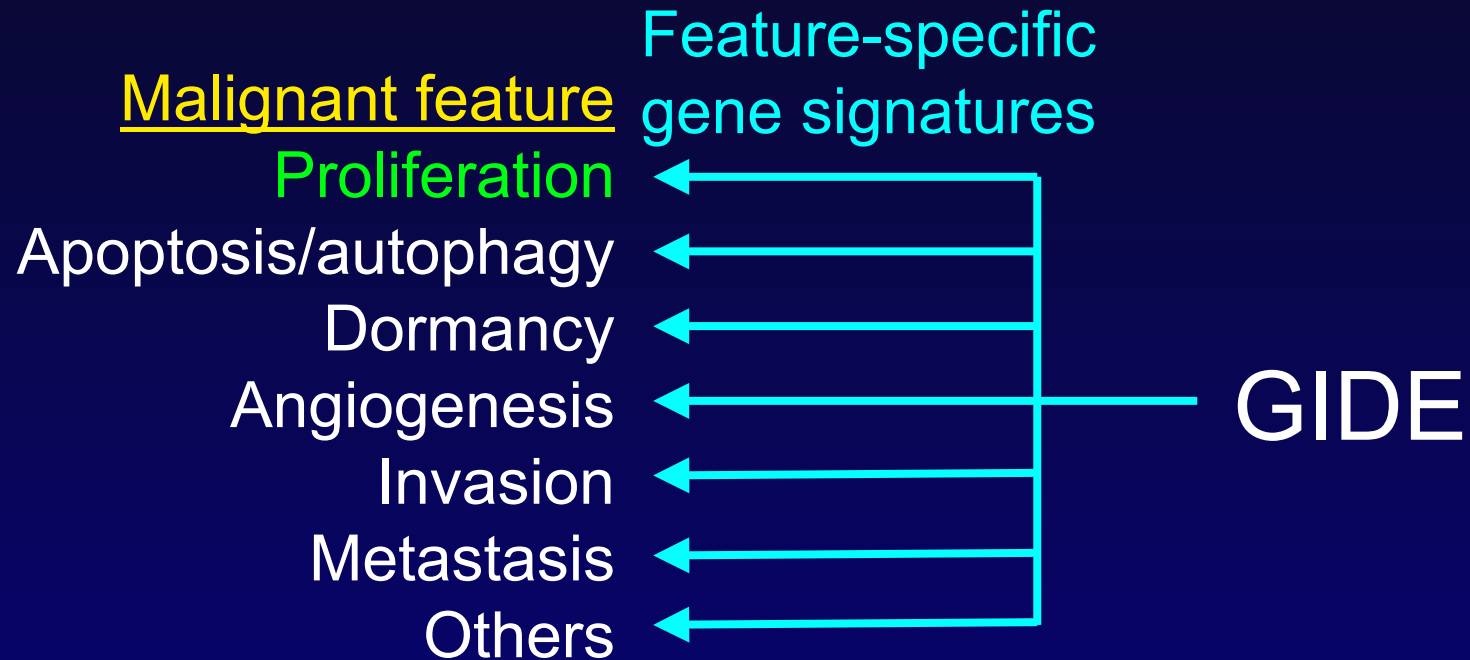 Feature-specific
gene signatures
Malignant feature
Proliferation
Apoptosis/autophagy
Dormancy
Angiogenesis
Invasion
Metastasis
Others
GIDE